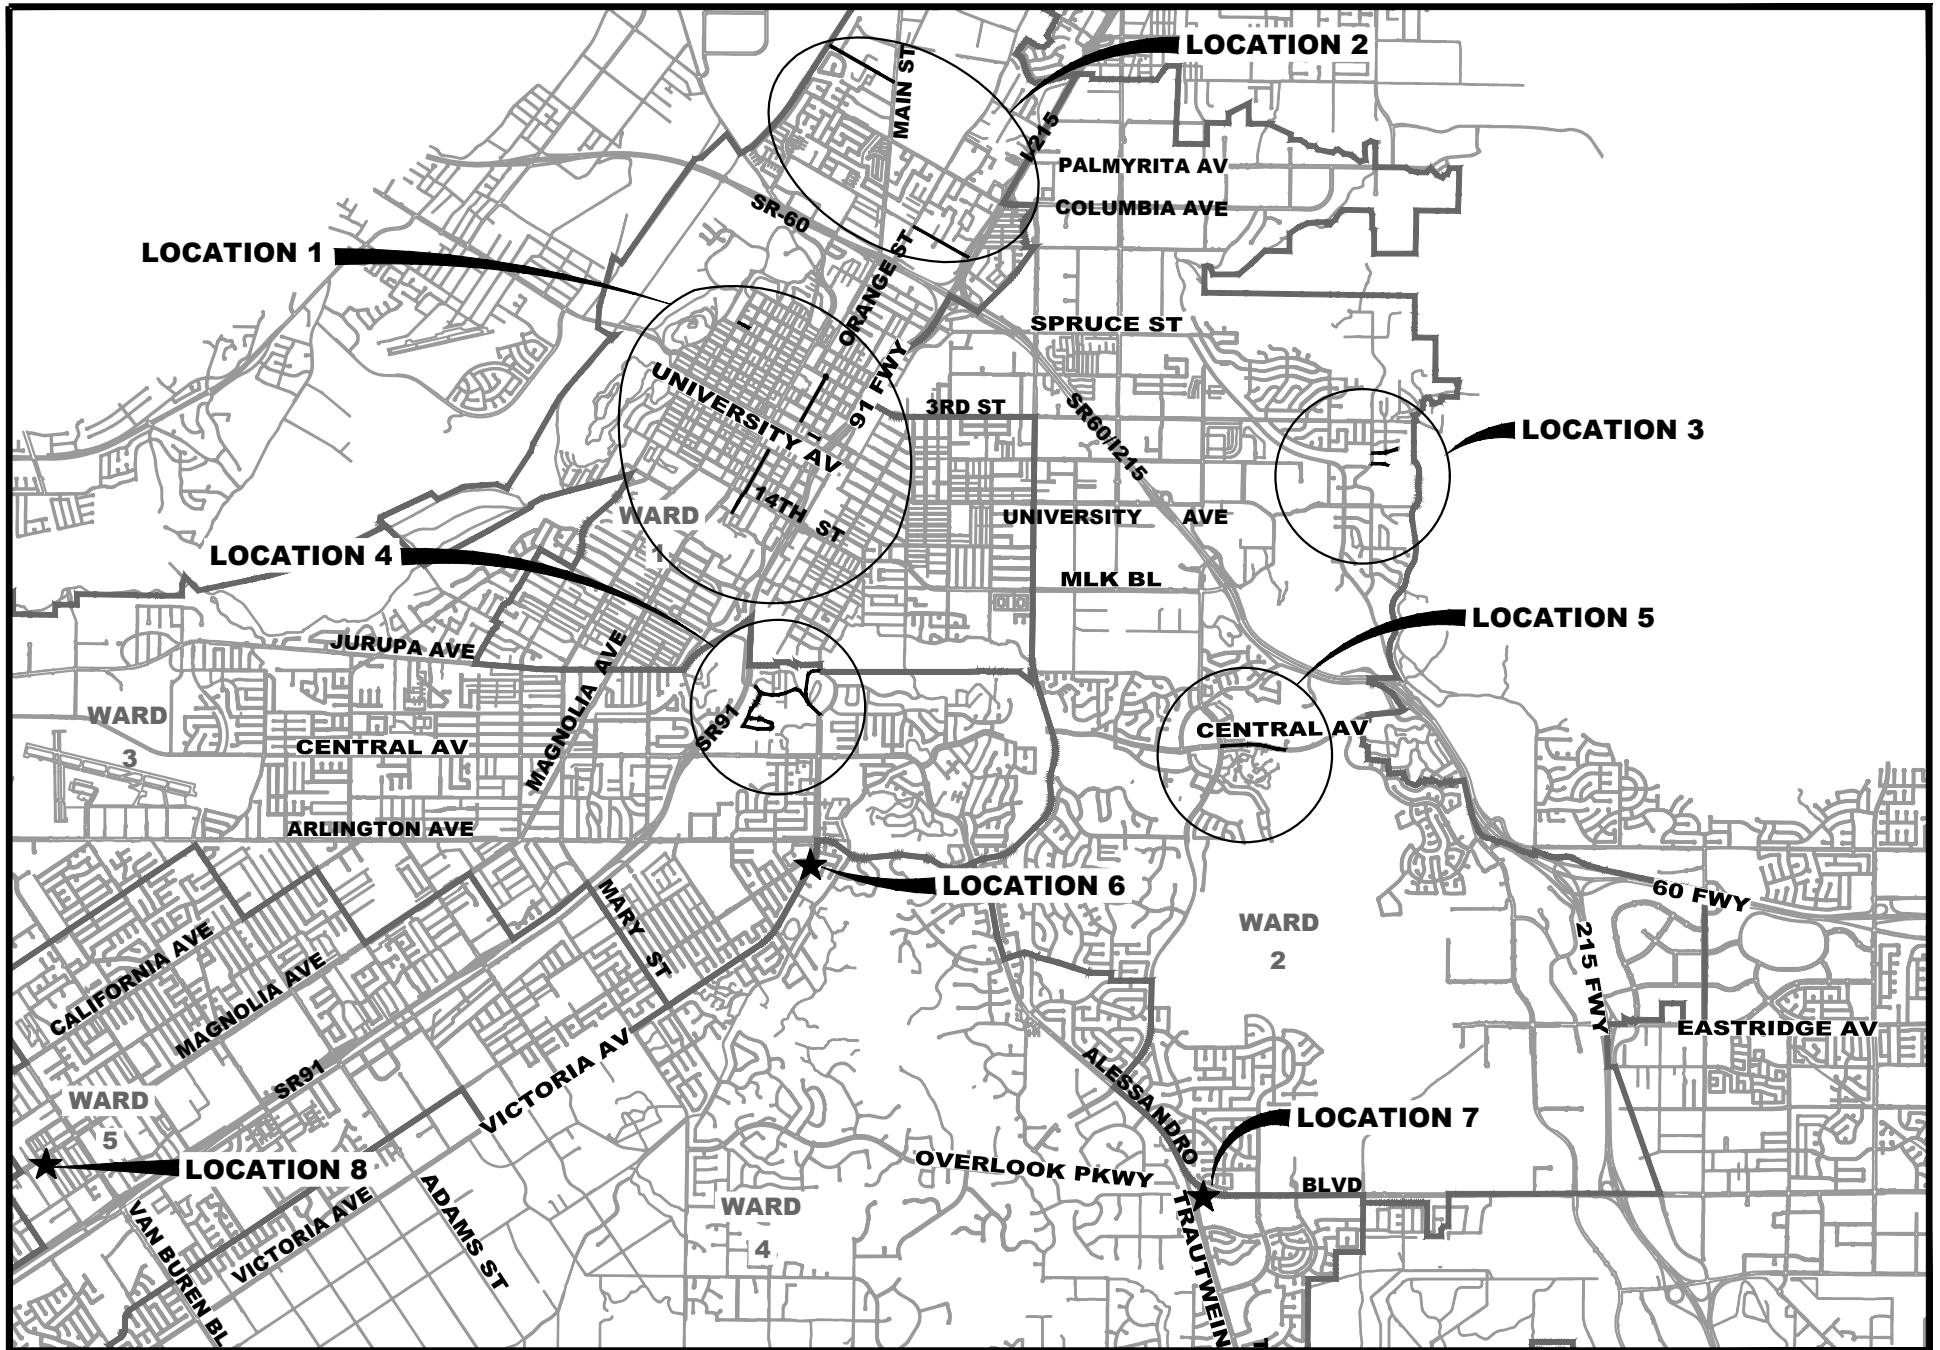 LOCATION 2
MAIN ST
I-215
PALMYRITA AV
COLUMBIA AVE
SR-60
LOCATION 1
ORANGE ST
SPRUCE ST
UNIVERSITY AV
91 FWY
3RD ST
SR60/I215
LOCATION 3
14TH ST
WARD
1
UNIVERSITY AVE
LOCATION 4
MLK BL
LOCATION 5
JURUPA AVE
MAGNOLIA AVE
WARD
3
SR91
CENTRAL AV
CENTRAL AV
ARLINGTON AVE
LOCATION 6
MARY ST
60 FWY
WARD
2
215 FWY
CALIFORNIA AVE
MAGNOLIA AVE
EASTRIDGE AV
VICTORIA AV
SR91
ALESSANDRO
WARD
5
LOCATION 7
LOCATION 8
OVERLOOK PKWY
BLVD
ADAMS ST
WARD
4
VICTORIA AVE
VAN BUREN BL
TRAUTWEIN